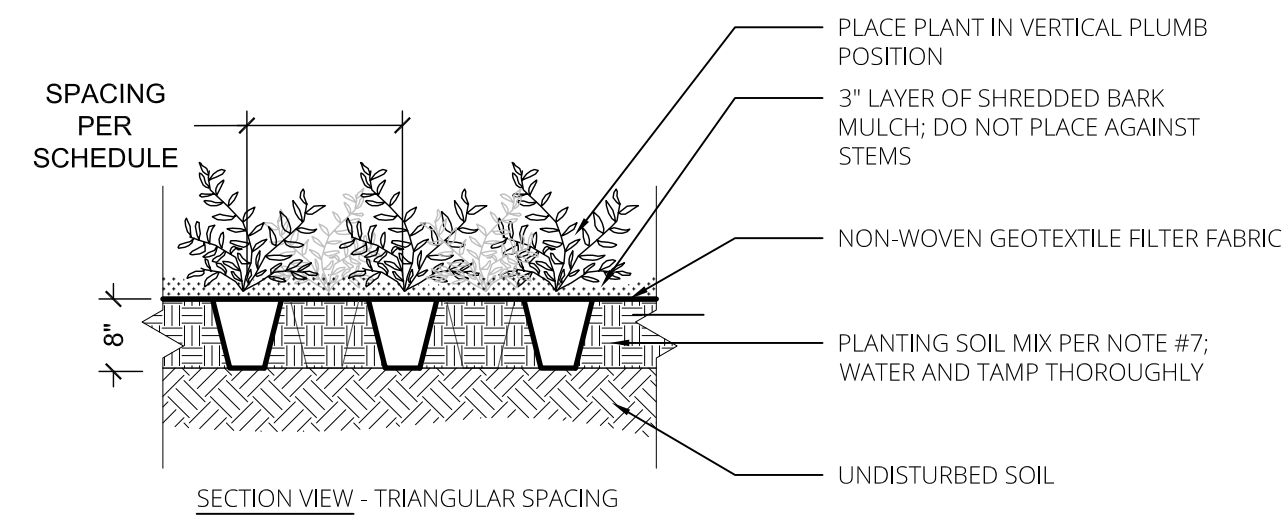 SPACING
PER
SCHEDULE
8"
PLACE PLANT IN VERTICAL PLUMB
POSITION
3" LAYER OF SHREDDED BARK
MULCH; DO NOT PLACE AGAINST
STEMS
NON-WOVEN GEOTEXTILE FILTER FABRIC
PLANTING SOIL MIX PER NOTE #7;
WATER AND TAMP THOROUGHLY
UNDISTURBED SOIL
SECTION VIEW - TRIANGULAR SPACING